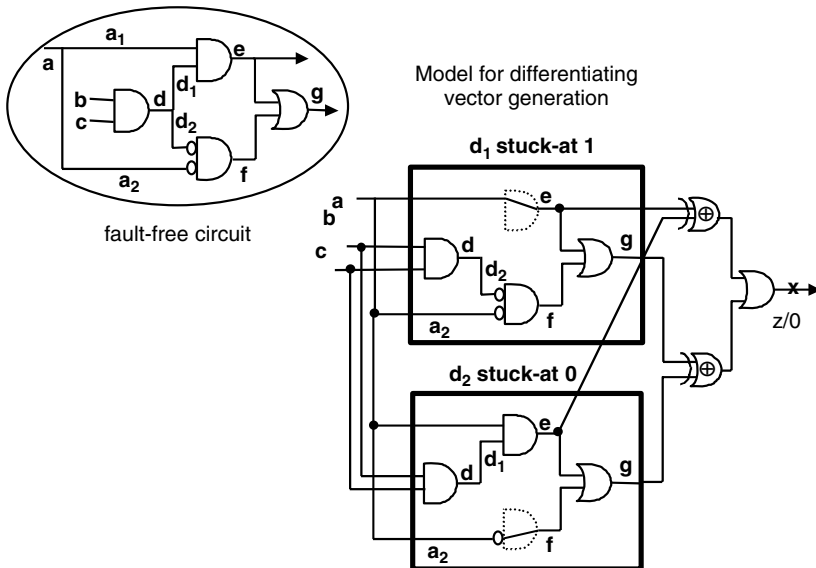 a₁
a
e
b
c
d
d₁
d₂
g
a₂
f
fault-free circuit
Model for differentiating
vector generation
d₁ stuck-at 1
a
b
c
e
d
d₂
g
a₂
f
⊕
x
z/0
⊕
d₂ stuck-at 0
e
d
d₁
g
a₂
f